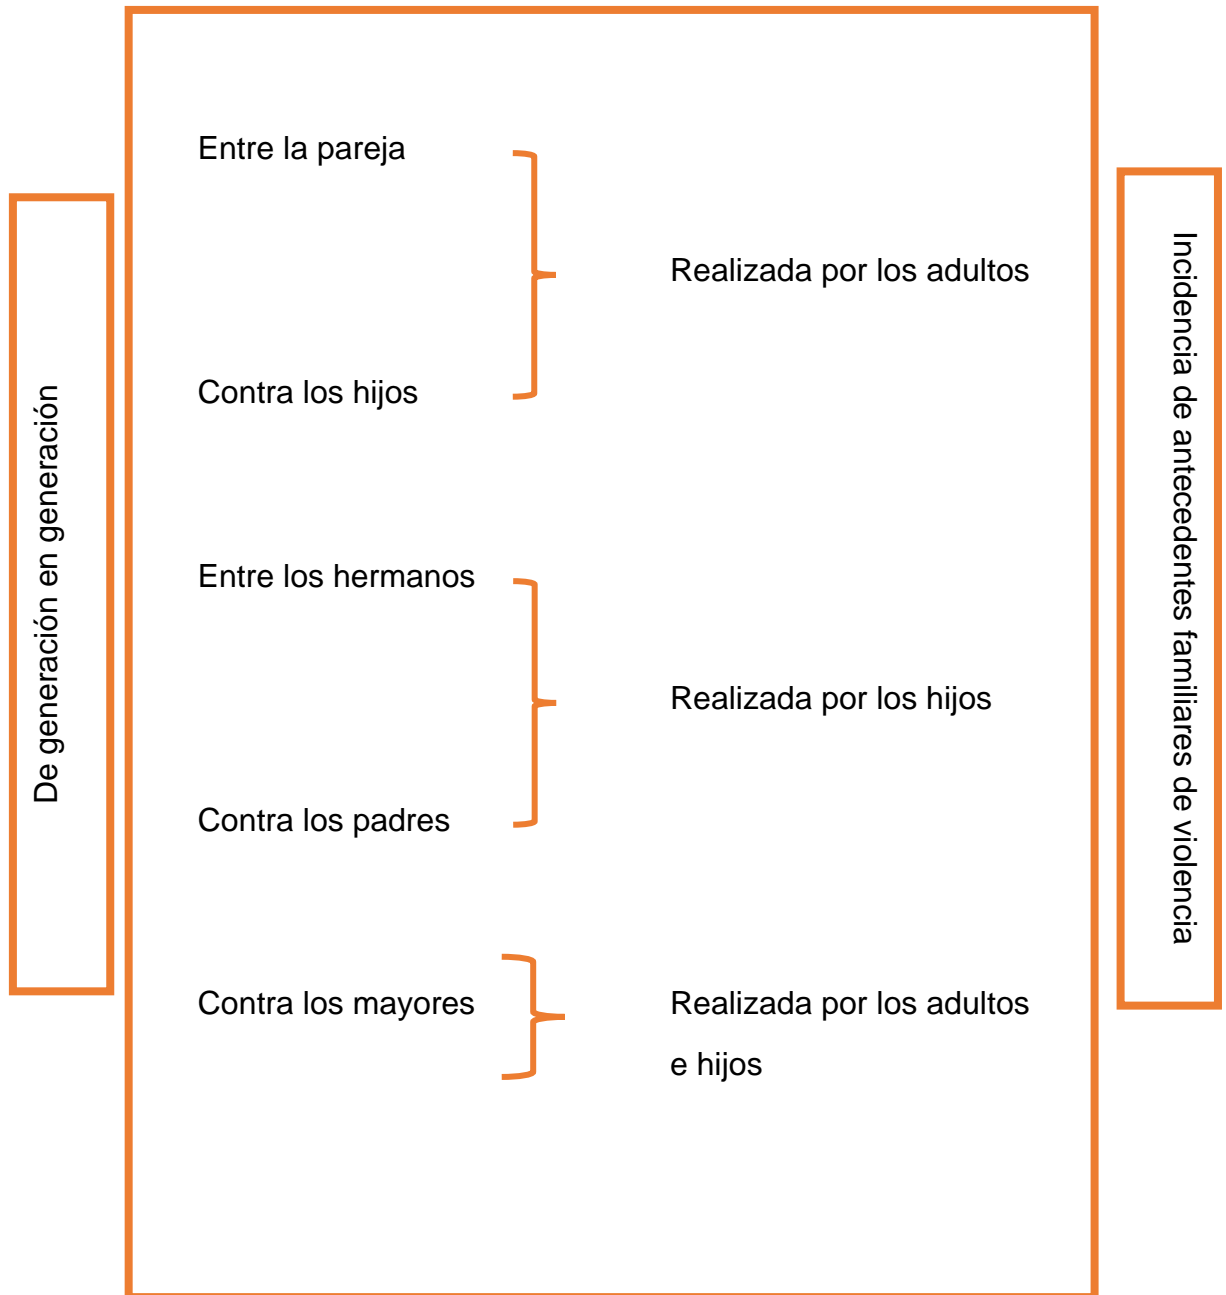 De generación en generación
Entre la pareja
Realizada por los adultos
Contra los hijos
Entre los hermanos
Realizada por los hijos
Contra los padres
Contra los mayores
Realizada por los adultos
e hijos
Incidencia de antecedentes familiares de violencia